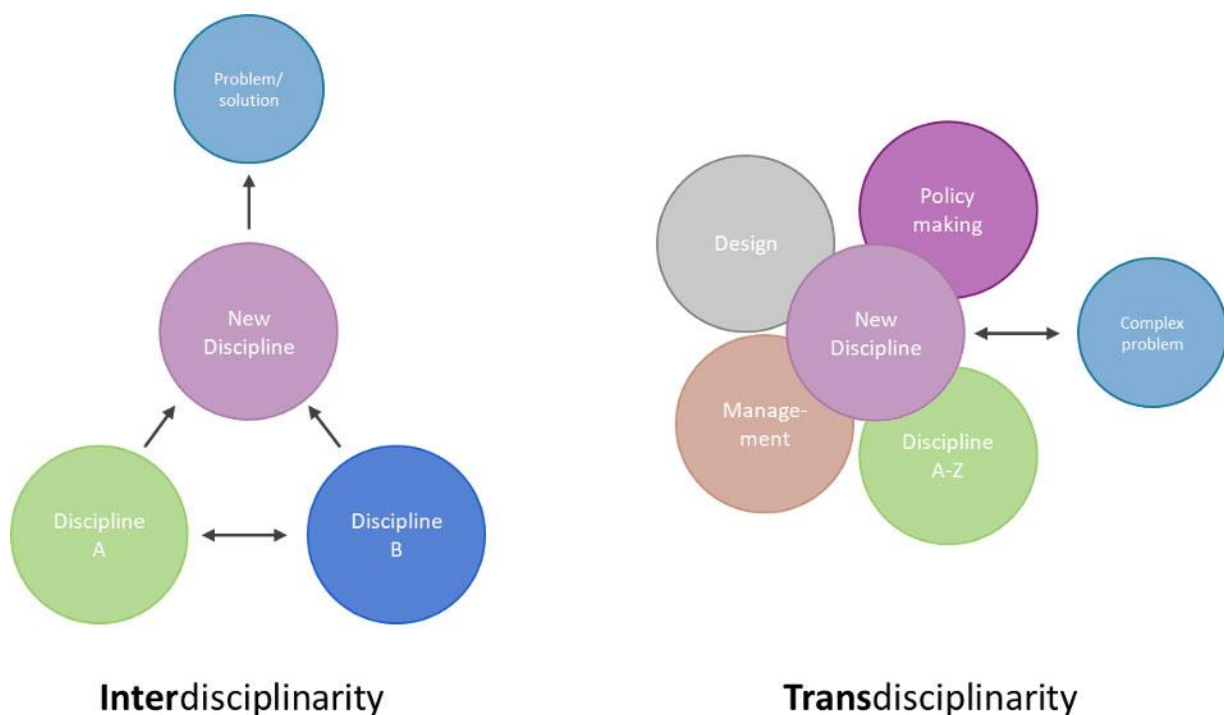 Problem/
solution
New
Discipline
Discipline
A
Discipline
B
Interdisciplinarity
Policy
making
Design
New
Discipline
Complex
problem
Manage-
ment
Discipline
A-Z
Transdisciplinarity